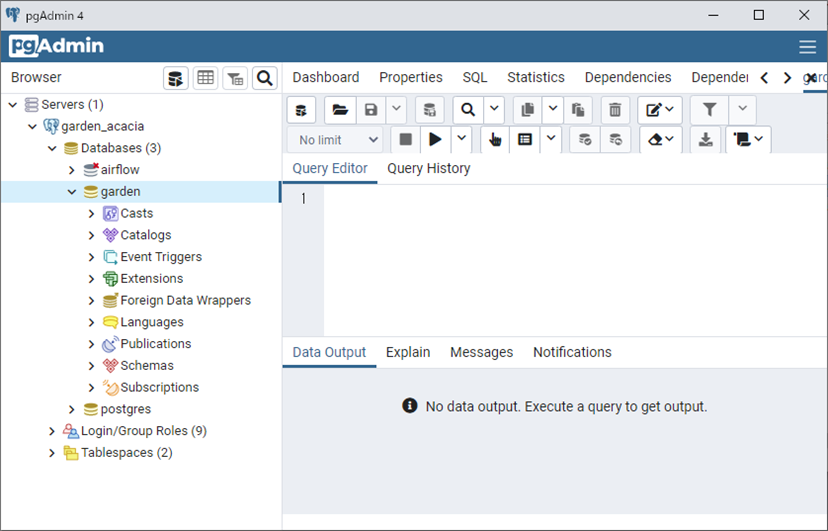 pgAdmin 4
pgAdmin
Browser
Dashboard Properties SQL Statistics Dependencies Depender
Servers (1)
garden_acacia
Databases (3)
airflow
garden
Casts
Catalogs
Event Triggers
Extensions
Foreign Data Wrappers
Languages
Publications
Schemas
Subscriptions
postgres
Login/Group Roles (9)
Tablespaces (2)
No limit
Query Editor Query History
1
Data Output Explain Messages Notifications
No data output. Execute a query to get output.